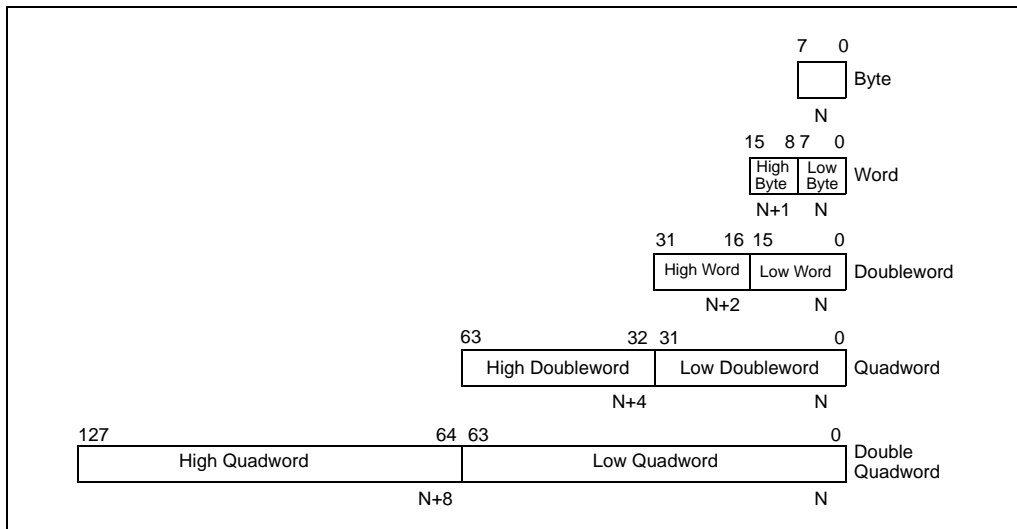 7 0
Byte
N
15 8 7 0
High Byte
Low Byte
Word
N+1 N
31 16 15 0
High Word Low Word Doubleword
N+2 N
63 32 31 0
High Doubleword Low Doubleword Quadword
N+4 N
127 64 63 0
High Quadword Low Quadword Double Quadword
N+8 N